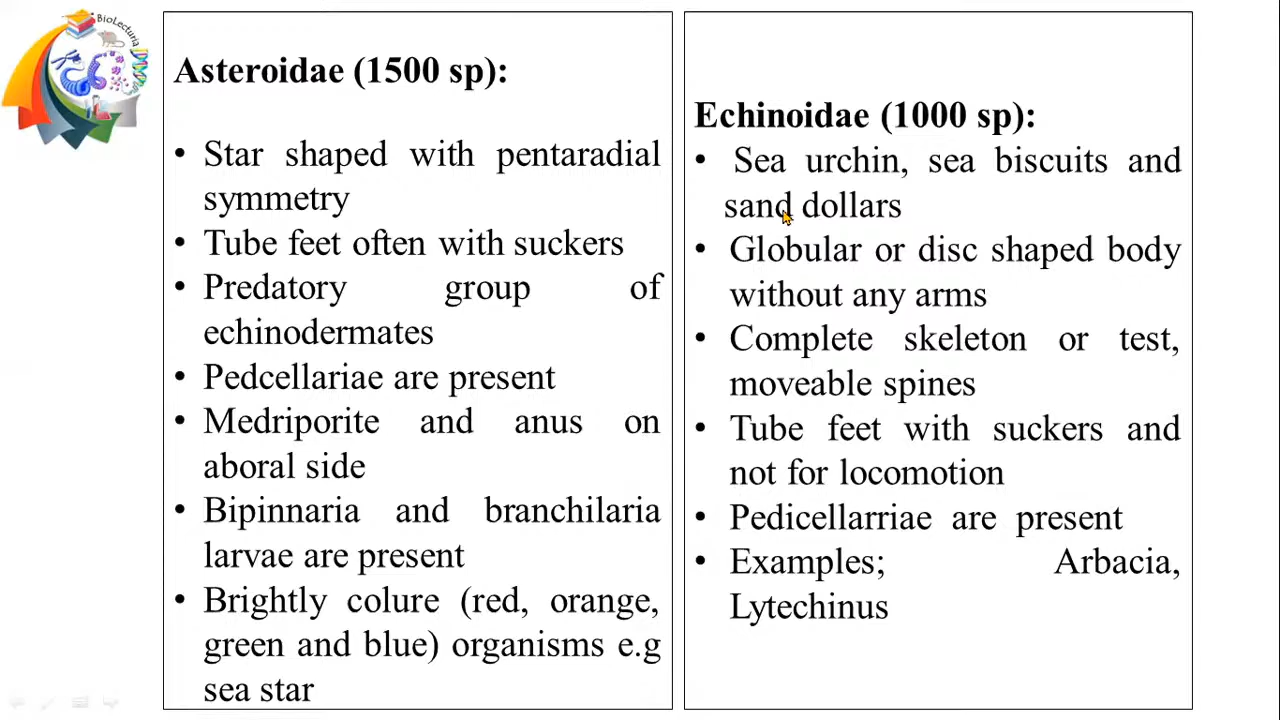 BioLecturia
Asteroidae (1500 sp):
• Star shaped with pentaradial
symmetry
• Tube feet often with suckers
• Predatory group of
echinodermates
• Pedcellariae are present
• Medriporite and anus on
aboral side
• Bipinnaria and branchilaria
larvae are present
• Brightly colure (red, orange,
green and blue) organisms e.g
sea star
Echinoidae (1000 sp):
• Sea urchin, sea biscuits and
sand dollars
• Globular or disc shaped body
without any arms
• Complete skeleton or test,
moveable spines
• Tube feet with suckers and
not for locomotion
• Pedicellarriae are present
• Examples; Arbacia,
Lytechinus